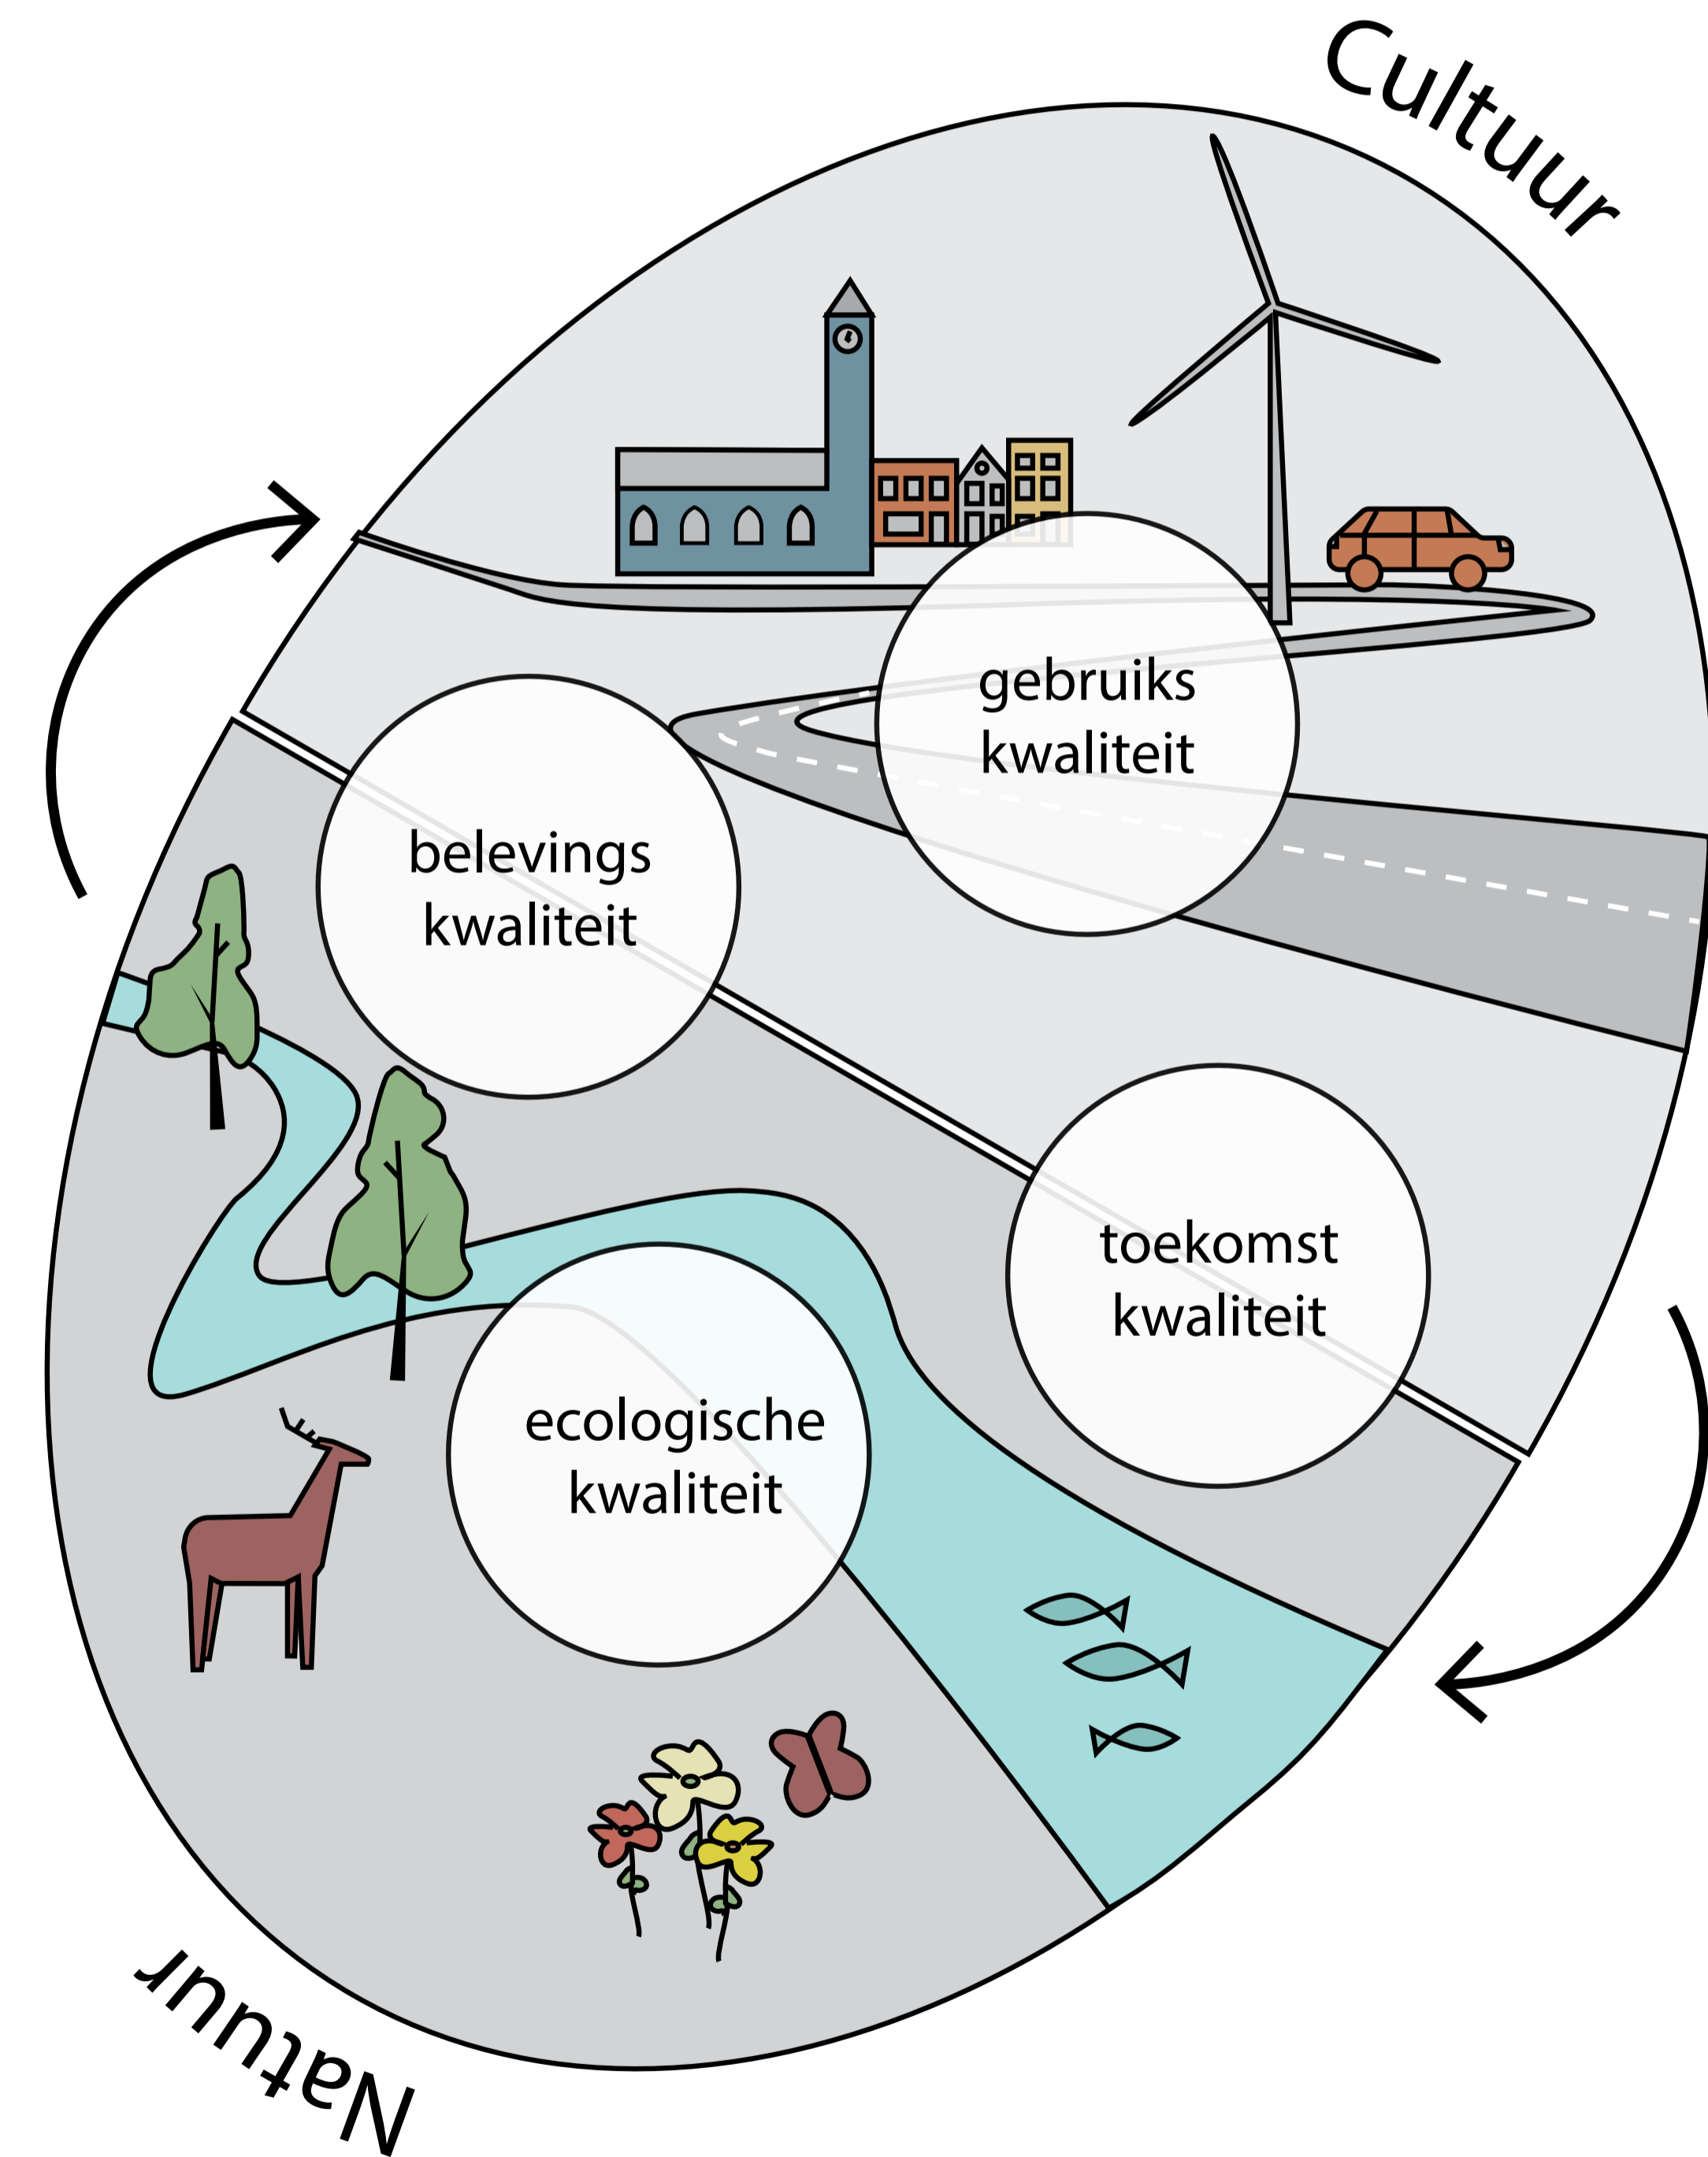 Cultuur
gebruiks
kwaliteit
belevings
kwaliteit
toekomst
kwaliteit
ecologische
kwaliteit
Natuur